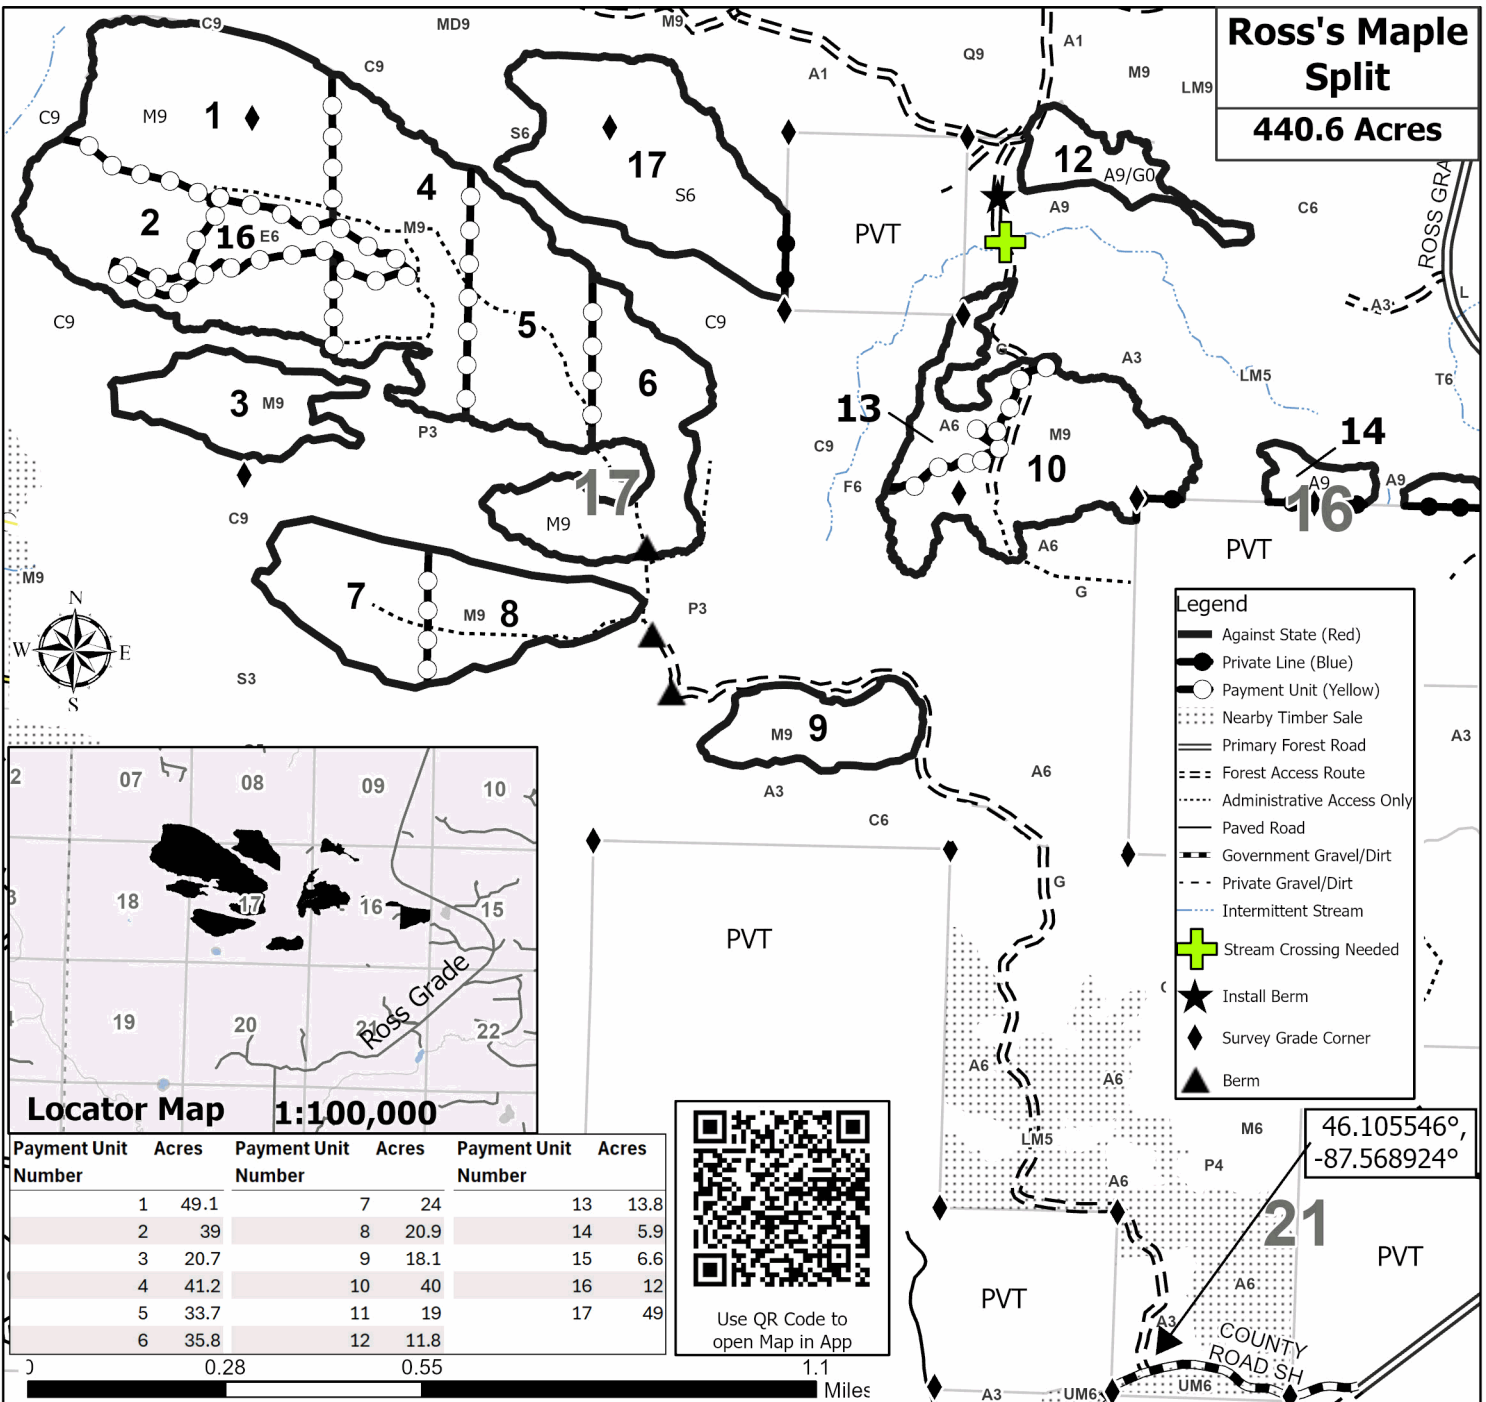 Ross's Maple
Split
440.6 Acres
C9
MD9
M9
A1
Q9
A1
M9
LM9
C9
C9
M9
1
S6
17
S6
4
2
16
E6
M9
PVT
12
A9/G0
A9
C6
ROSS GRA
A3
L
C9
5
C9
6
3
M9
P3
G
A3
LM5
T6
13
A6
M9
10
C9
F6
14
A9
A9
16
17
M9
C9
M9
A6
G
PVT
N
W
E
S
7
M9
8
P3
S3
M9
9
A3
C6
A6
A3
G
PVT
Legend
Against State (Red)
Private Line (Blue)
Payment Unit (Yellow)
Nearby Timber Sale
Primary Forest Road
Forest Access Route
Administrative Access Only
Paved Road
Government Gravel/Dirt
Private Gravel/Dirt
Intermittent Stream
Stream Crossing Needed
Install Berm
Survey Grade Corner
Berm
2
07
08
09
10
18
17
16
15
19
20
21
22
Ross Grade
Locator Map 1:100,000
A6
A6
LM5
M6
P4
A6
46.105546°,
-87.568924°
21
PVT
PVT
A6
A3
COUNTY
ROAD SH
UM6
UM6
A3
Payment Unit Number Acres Payment Unit Number Acres Payment Unit Number Acres
1 49.1 7 24 13 13.8
2 39 8 20.9 14 5.9
3 20.7 9 18.1 15 6.6
4 41.2 10 40 16 12
5 33.7 11 19 17 49
6 35.8 12 11.8
Use QR Code to
open Map in App
0.28 0.55 1.1
Miles